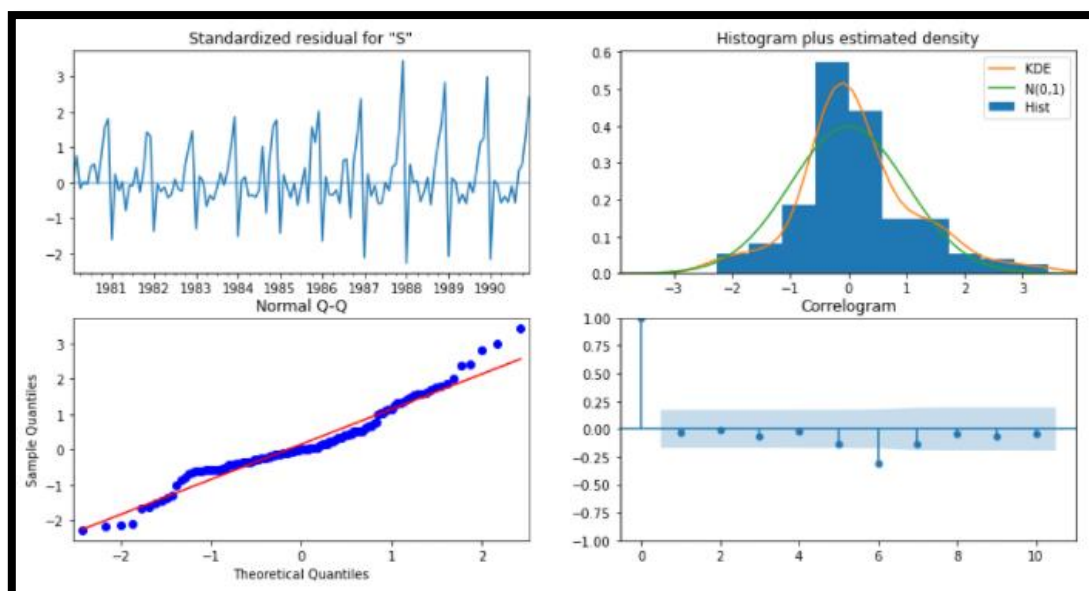 Standardized residual for "S"
3
2
1
0
−1
−2
1981 1982 1983 1984 1985 1986 1987 1988 1989 1990
Histogram plus estimated density
0.6
0.5
0.4
0.3
0.2
0.1
0.0
KDE
N(0,1)
Hist
−3 −2 −1 0 1 2 3
Normal Q-Q
Sample Quantiles
3
2
1
0
−1
−2
−2 −1 0 1 2
Theoretical Quantiles
Correlogram
1.00
0.75
0.50
0.25
0.00
−0.25
−0.50
−0.75
−1.00
0 2 4 6 8 10